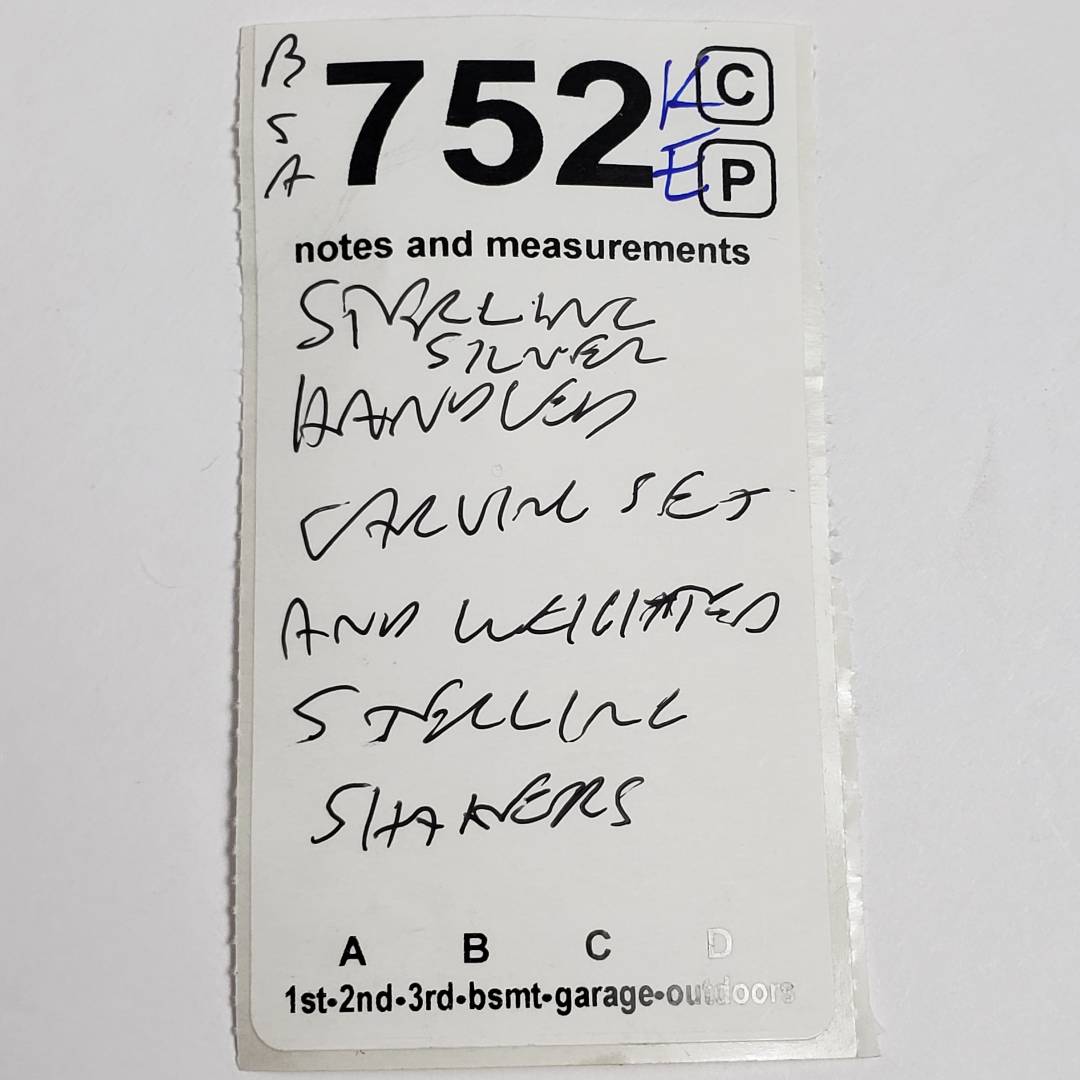 B
S
A
752
K
C
E
P
notes and measurements
STERLING
SILVER
HANDLED
CARVING SET
AND WEIGHTED
STERLING
SHAKERS
A B C D
1st•2nd•3rd•bsmt•garage•outdoors